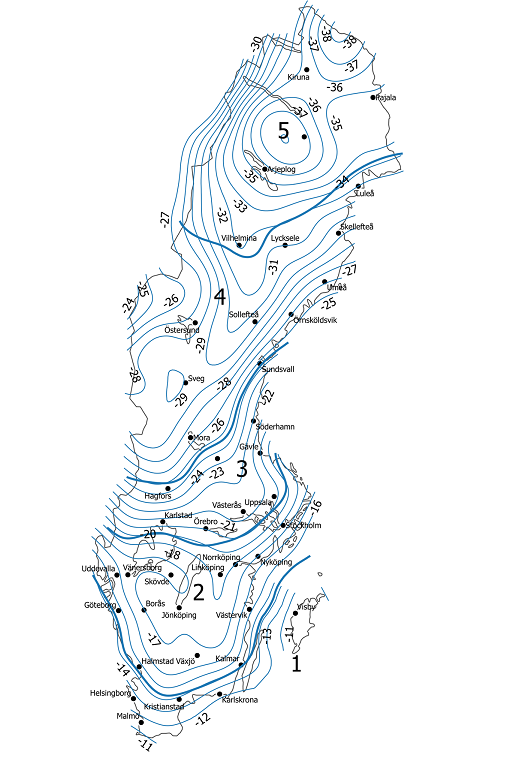 -30
-37
-38
-38
-37
Kiruna
-36
Pajala
-37
-36
-35
5
Arjeplog
-35
-34
Luleå
-33
-32
-27
Skellefteå
Vilhelmina
Lycksele
-31
-27
Umeå
-25
-24
-26
4
-25
-29
Östersund
Sollefteå
Örnsköldsvik
Sundsvall
-28
Sveg
-29
-28
-22
Söderhamn
-26
Mora
Gävle
-24
-23
3
Hagfors
Uppsala
-16
Västerås
Karlstad
Örebro
-21
Stockholm
-20
-18
Norrköping
Nyköping
Uddevalla
Vänersborg
Skövde
Linköping
2
Göteborg
Borås
Jönköping
Västervik
Visby
-17
-13
-11
-14
Halmstad
Växjö
Kalmar
1
Helsingborg
Kristianstad
Karlskrona
Malmö
-12
-11